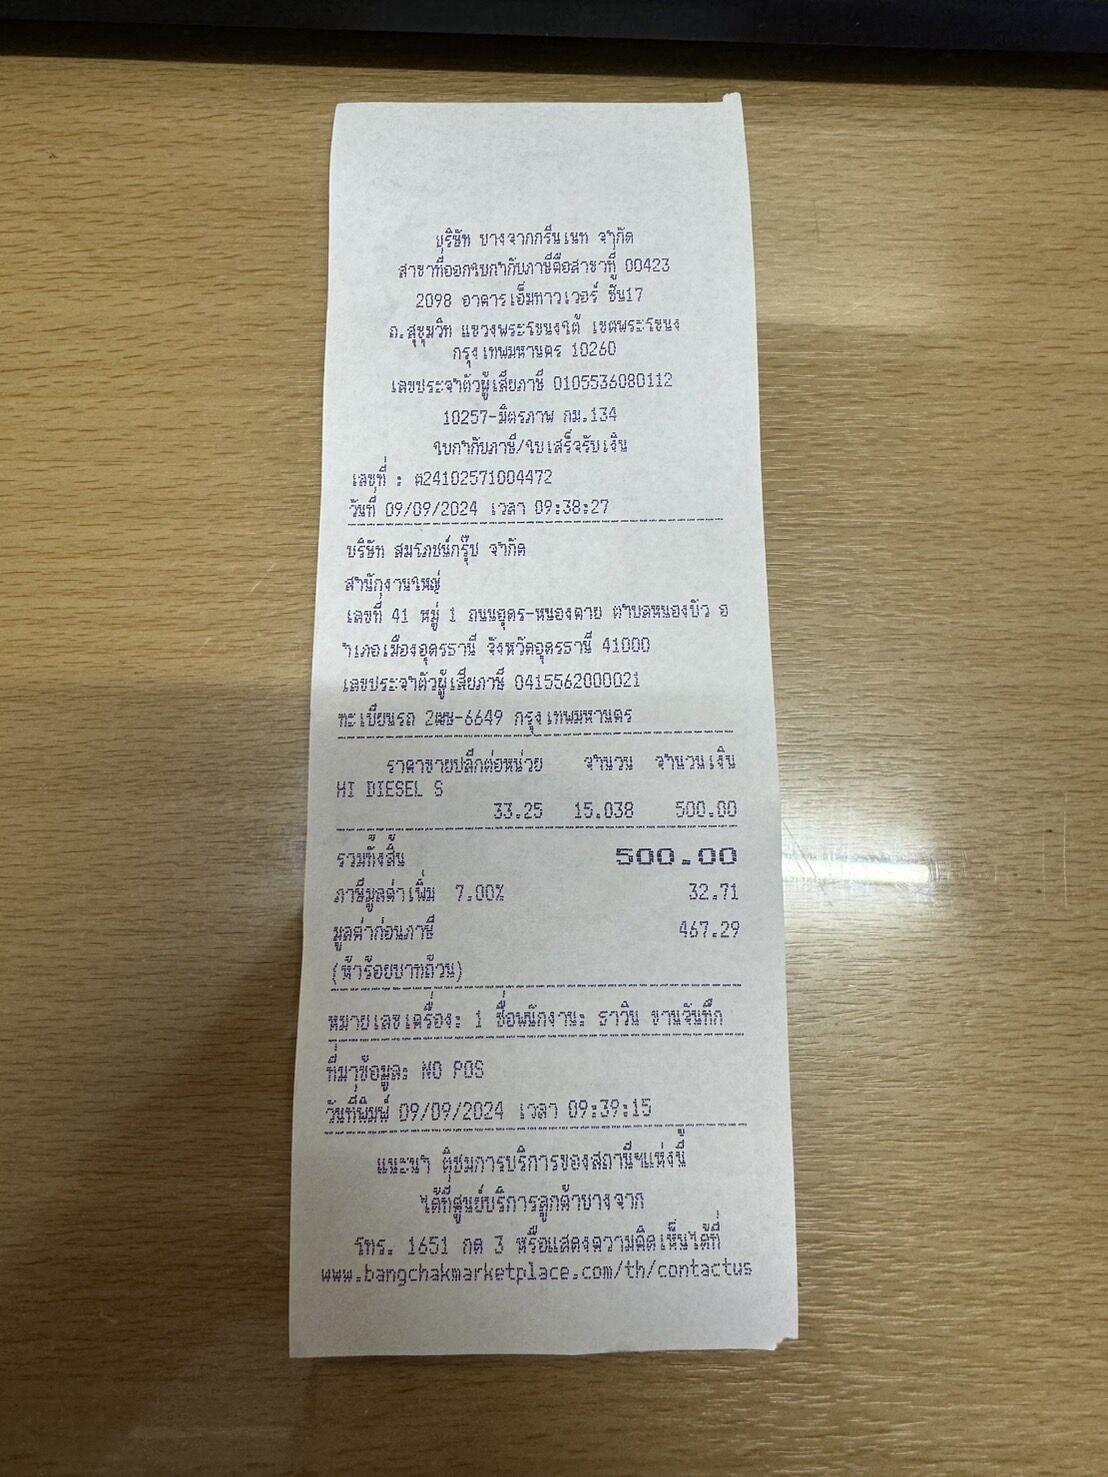 บริษัท บางจากกรีนเนท จำกัด
สาขาที่ออกใบกำกับภาษีคือสาขาที่ 00423
2098 อาคารเอ็มทาวเวอร์ ชั้น17
ถ.สุขุมวิท แขวงพระโขนงใต้ เขตพระโขนง
กรุงเทพมหานคร 10260
เลขประจำตัวผู้เสียภาษี 0105536080112
10257-มิตรภาพ กม.134
ใบกำกับภาษี/ใบเสร็จรับเงิน
เลขที่ : ต24102571004472
วันที่ 09/09/2024 เวลา 09:38:27
บริษัท สมราชน์กรุ๊ป จำกัด
สำนักงานใหญ่
เลขที่ 41 หมู่ 1 ถนนอุดร-หนองคาย ตำบลหนองบัว อ
ำเภอเมืองอุดรธานี จังหวัดอุดรธานี 41000
เลขประจำตัวผู้เสียภาษี 0415562000021
ทะเบียนรถ 2ฒษ-6649 กรุงเทพมหานคร
ราคาขายปลีกต่อหน่วย จำนวน จำนวนเงิน
HI DIESEL S
33.25 15.038 500.00
รวมทั้งสิ้น 500.00
ภาษีมูลค่าเพิ่ม 7.00% 32.71
มูลค่าก่อนภาษี 467.29
(ห้าร้อยบาทถ้วน)
หมายเลขเครื่อง: 1 ชื่อพนักงาน: ธาวิน ขานจันทึก
ที่มาข้อมูล: NO POS
วันที่พิมพ์ 09/09/2024 เวลา 09:39:15
แนะนำ ติชมการบริการของสถานีฯแห่งนี้
ได้ที่ศูนย์บริการลูกค้าบางจาก
โทร. 1651 กด 3 หรือแสดงความคิดเห็นได้ที่
www.bangchakmarketplace.com/th/contactus